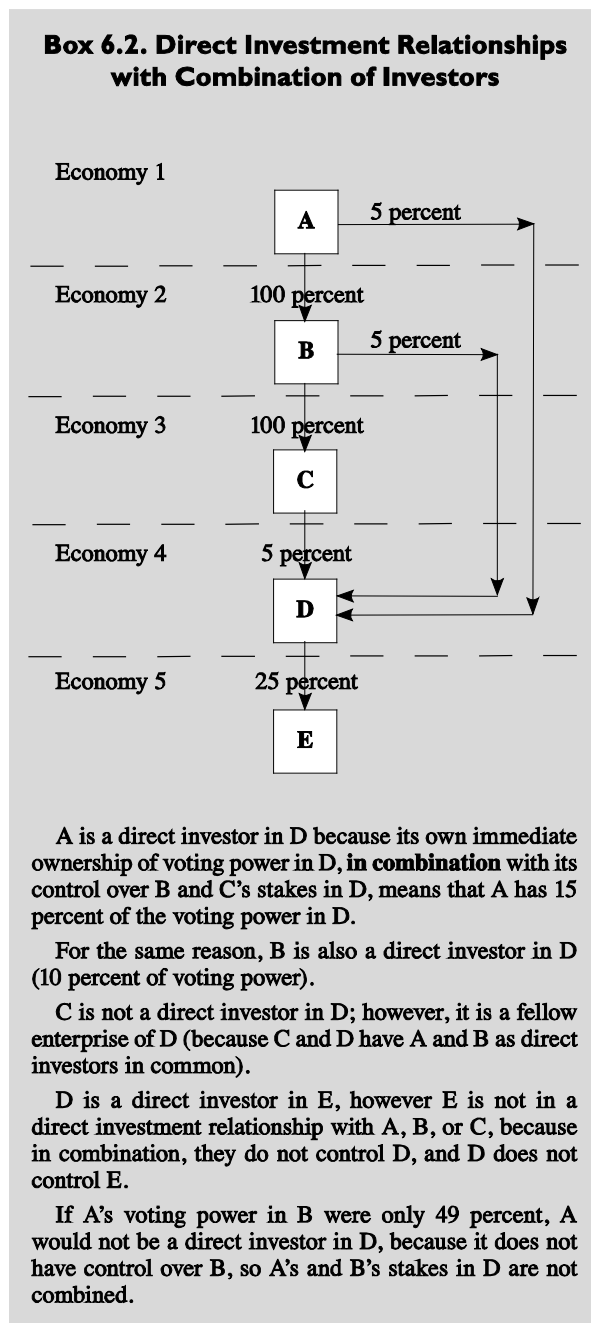 Box 6.2. Direct Investment Relationships
with Combination of Investors
Economy 1
A
5 percent
Economy 2
100 percent
B
5 percent
Economy 3
100 percent
C
Economy 4
5 percent
D
Economy 5
25 percent
E
A is a direct investor in D because its own immediate
ownership of voting power in D, in combination with its
control over B and C's stakes in D, means that A has 15
percent of the voting power in D.
For the same reason, B is also a direct investor in D
(10 percent of voting power).
C is not a direct investor in D; however, it is a fellow
enterprise of D (because C and D have A and B as direct
investors in common).
D is a direct investor in E, however E is not in a
direct investment relationship with A, B, or C, because
in combination, they do not control D, and D does not
control E.
If A's voting power in B were only 49 percent, A
would not be a direct investor in D, because it does not
have control over B, so A's and B's stakes in D are not
combined.